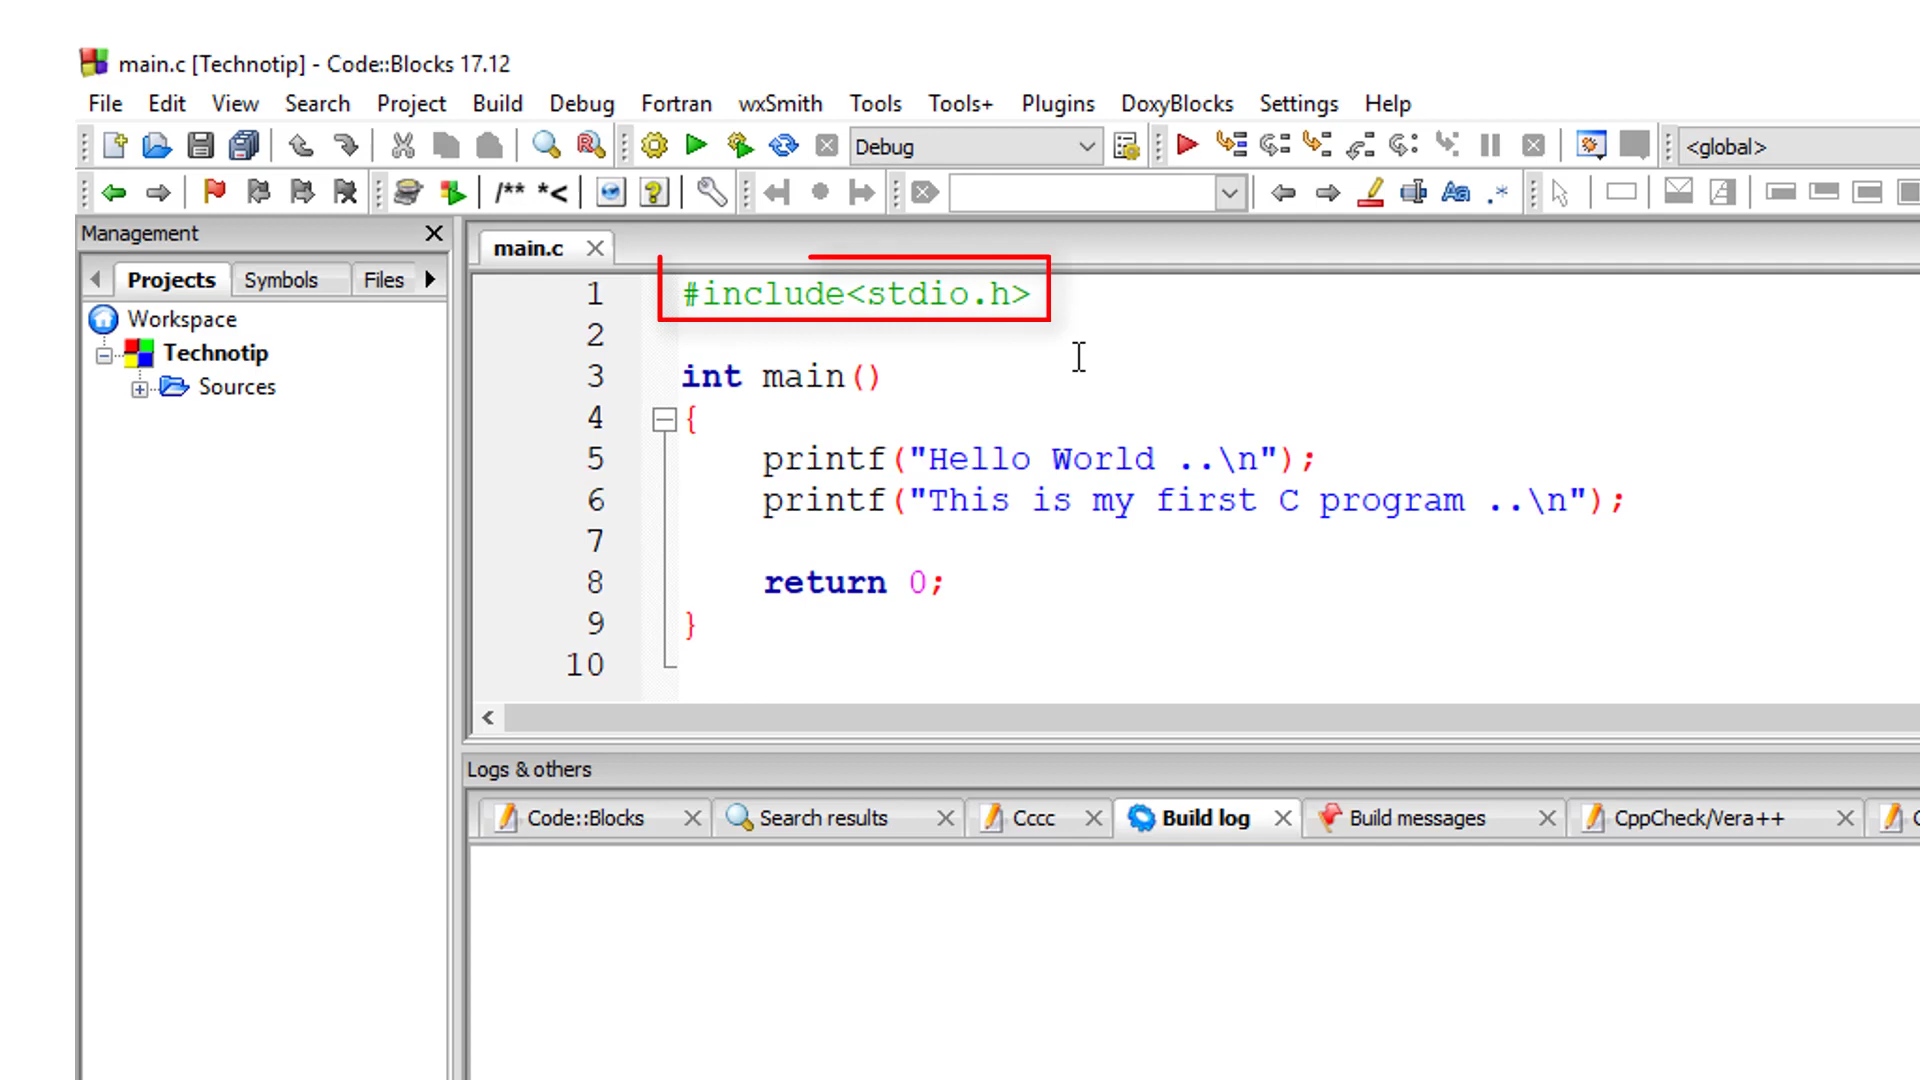 main.c [Technotip] - Code::Blocks 17.12
File Edit View Search Project Build Debug Fortran wxSmith Tools Tools+ Plugins DoxyBlocks Settings Help
Debug <global>
/** *<
Management
main.c
Projects Symbols Files
Workspace
Technotip
Sources
1 #include<stdio.h>
2
3 int main()
4 {
5 printf("Hello World ..\n");
6 printf("This is my first C program ..\n");
7
8 return 0;
9 }
10
Logs & others
Code::Blocks Search results Cccc Build log Build messages CppCheck/Vera++